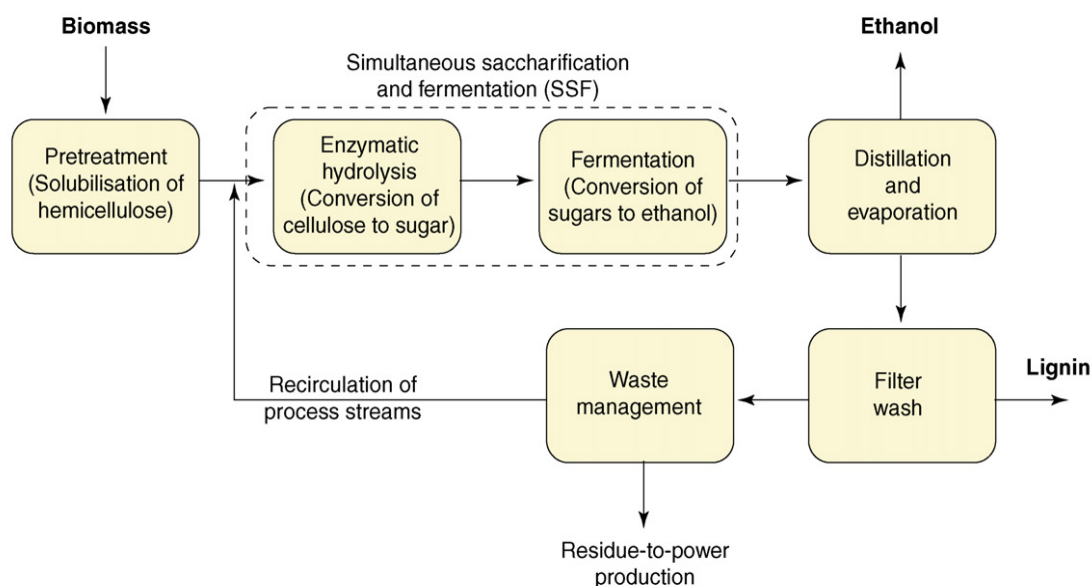 Biomass
Ethanol
Simultaneous saccharification
and fermentation (SSF)
Pretreatment
(Solubilisation of
hemicellulose)
Enzymatic
hydrolysis
(Conversion of
cellulose to sugar)
Fermentation
(Conversion of
sugars to ethanol)
Distillation
and
evaporation
Recirculation of
process streams
Waste
management
Filter
wash
Lignin
Residue-to-power
production